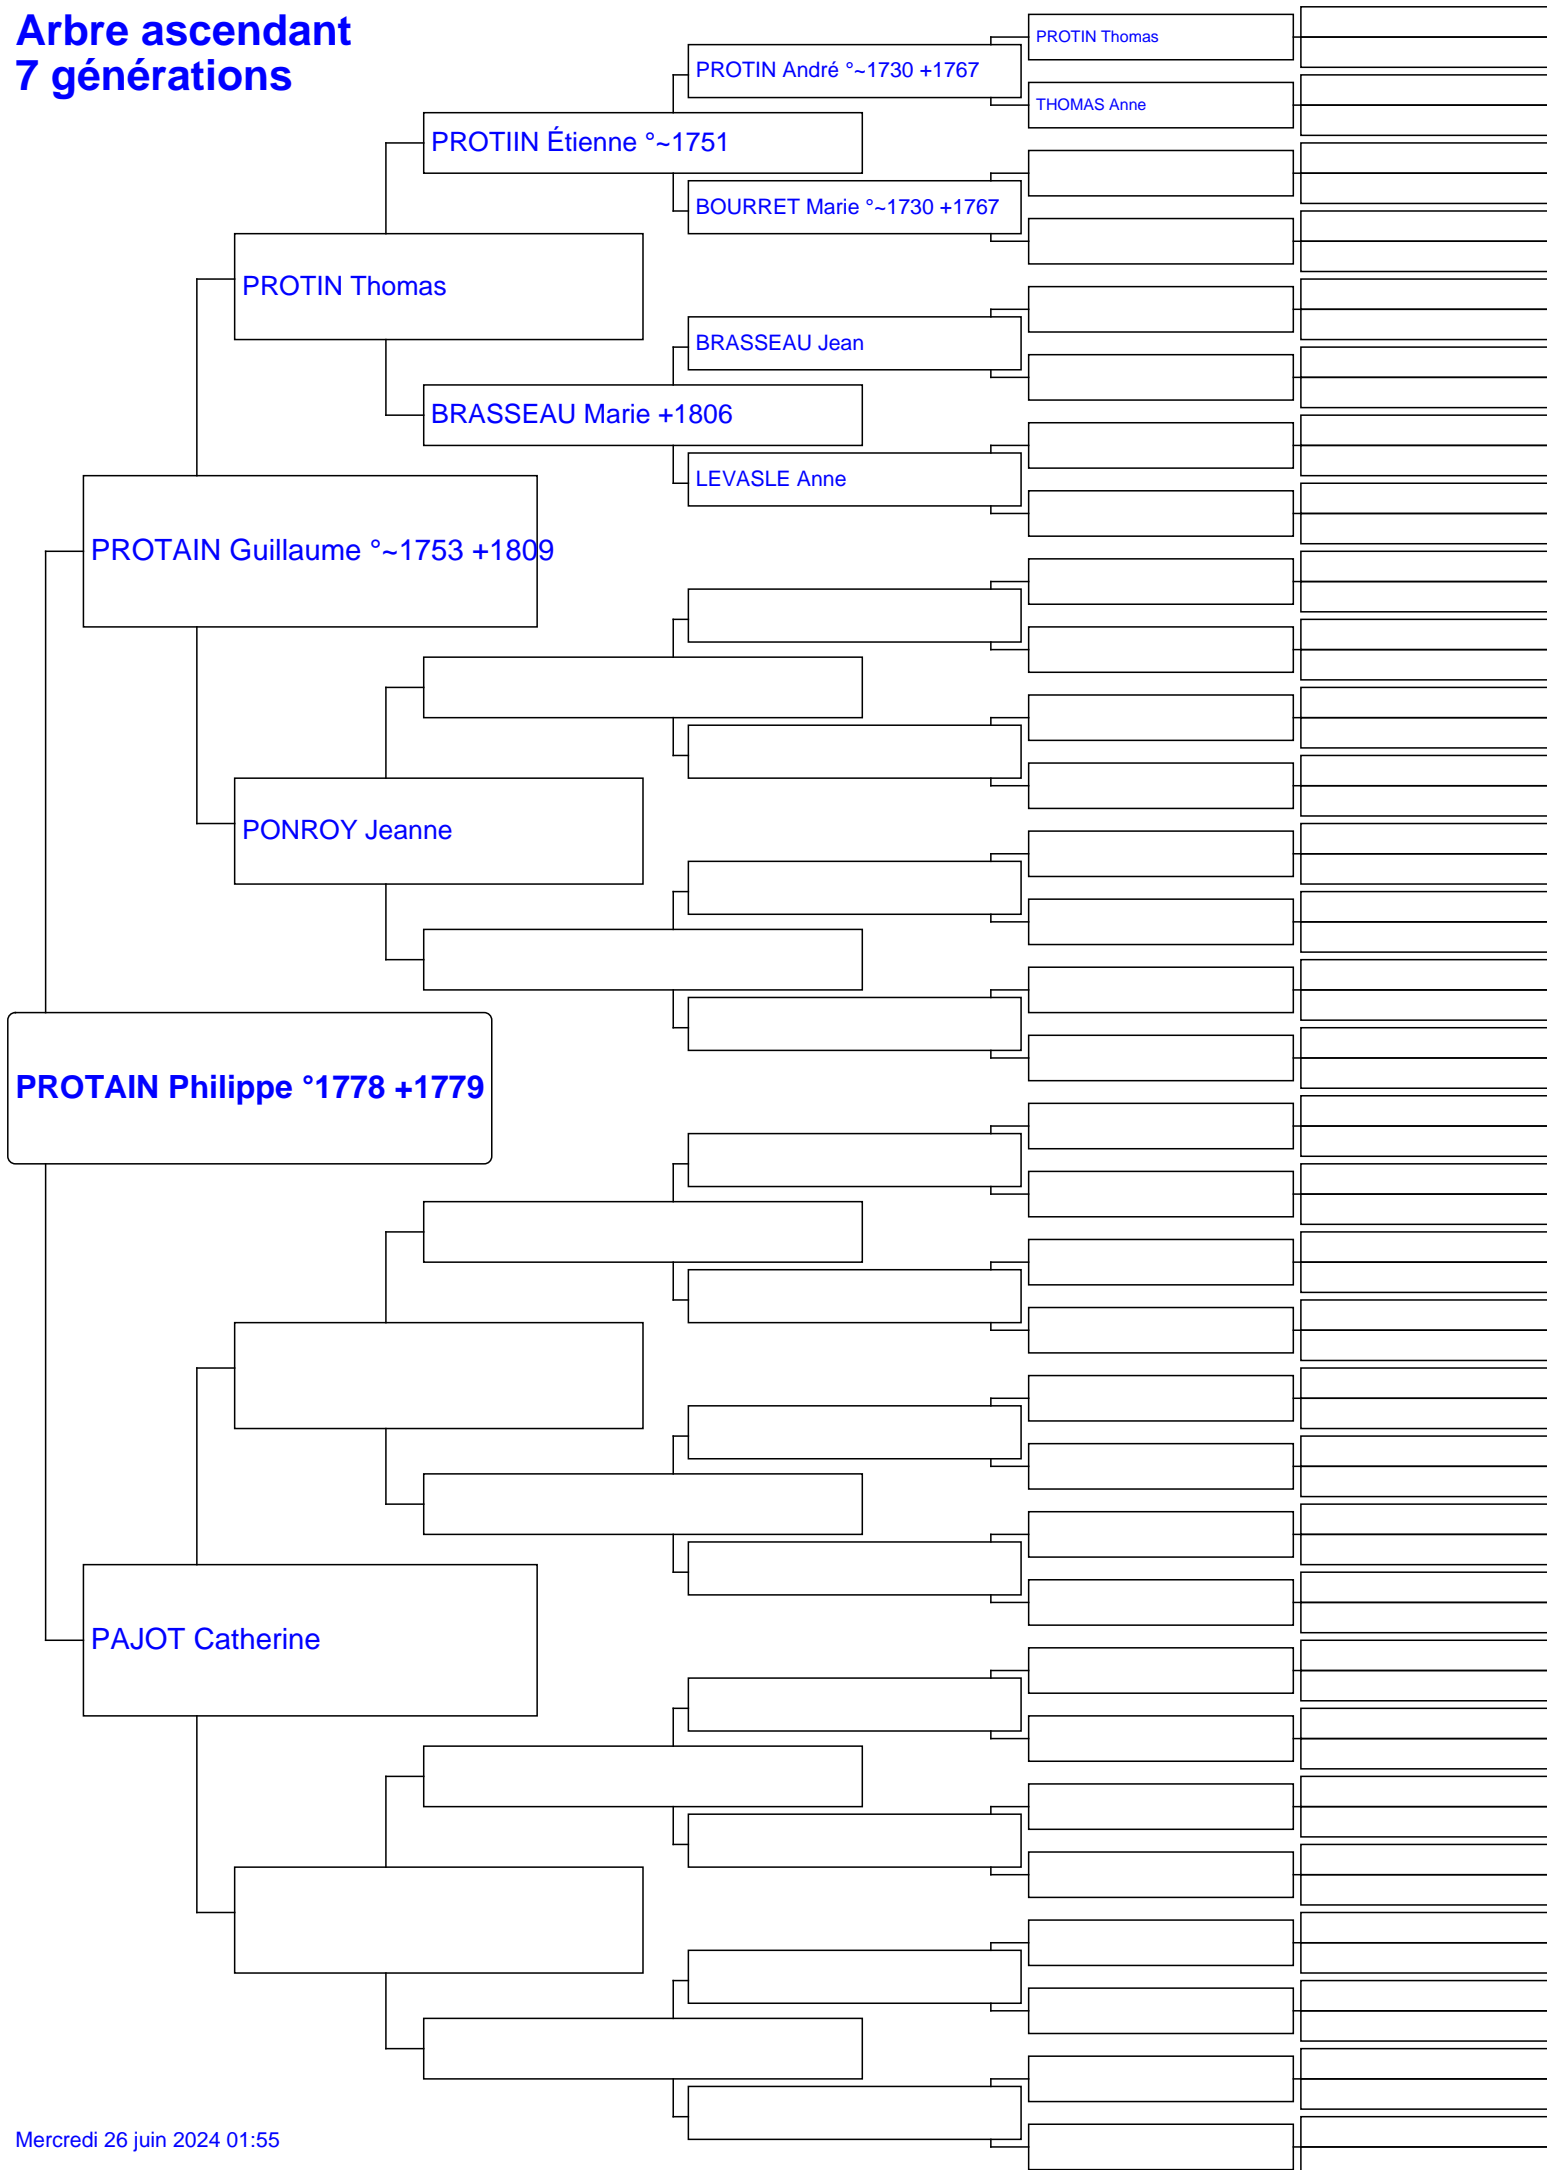 Arbre ascendant
7 générations
PROTIN Thomas
PROTIN André °~1730 +1767
THOMAS Anne
PROTIIN Étienne °~1751
BOURRET Marie °~1730 +1767
PROTIN Thomas
BRASSEAU Jean
BRASSEAU Marie +1806
LEVASLE Anne
PROTAIN Guillaume °~1753 +1809
PONROY Jeanne
PROTAIN Philippe °1778 +1779
PAJOT Catherine
Mercredi 26 juin 2024 01:55